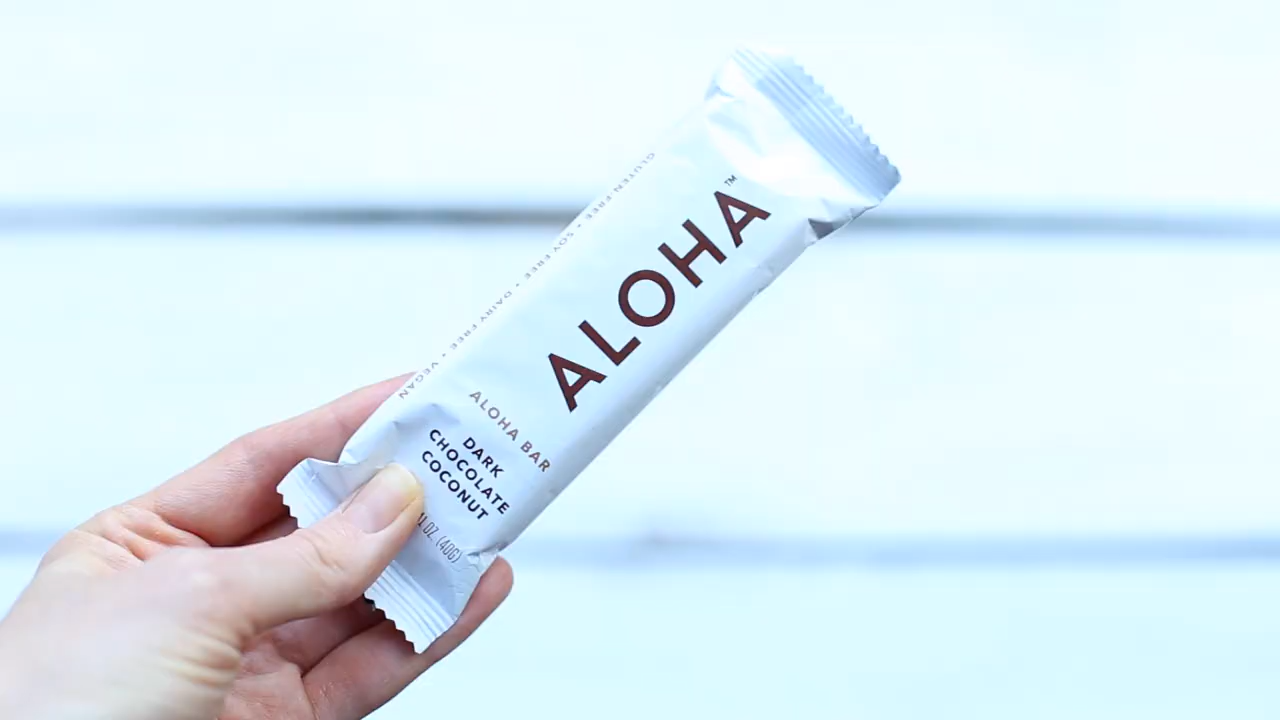 GLUTEN FREE • SOY FREE • DAIRY FREE • VEGAN
ALOHA™
ALOHA BAR
DARK
CHOCOLATE
COCONUT
OZ. (40G)